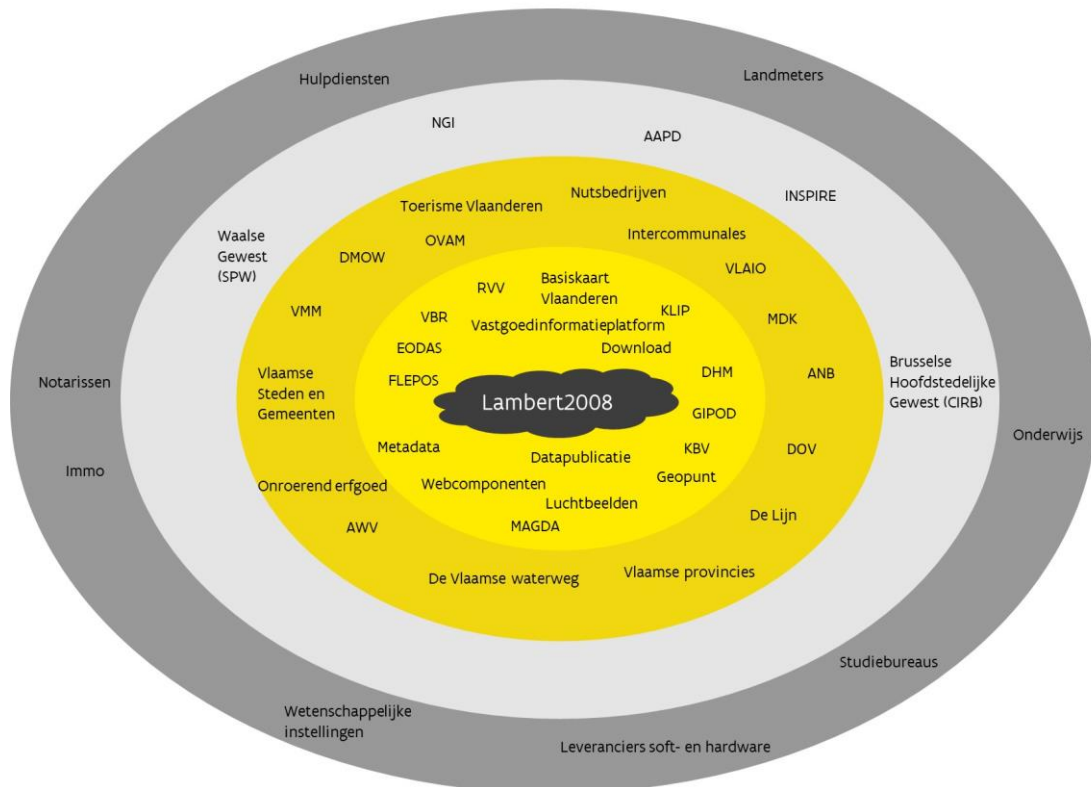 Hulpdiensten
Landmeters
NGI
AAPD
INSPIRE
Nutsbedrijven
Toerisme Vlaanderen
Waalse
Gewest
(SPW)
OVAM
Intercommunales
DMOW
VLAIO
RVV
Basiskaart
Vlaanderen
VMM
VBR
KLIP
MDK
Vastgoedinformatieplatform
EODAS
Download
Notarissen
Vlaamse
Steden en
Gemeenten
FLEPOS
DHM
ANB
Brusselse
Hoofdstedelijke
Gewest (CIRB)
Lambert2008
GIPOD
Onderwijs
Metadata
Datapublicatie
KBV
DOV
Immo
Geopunt
Onroerend erfgoed
Webcomponenten
Luchtbeelden
AWV
MAGDA
De Lijn
De Vlaamse waterweg
Vlaamse provincies
Studiebureaus
Wetenschappelijke
instellingen
Leveranciers soft- en hardware